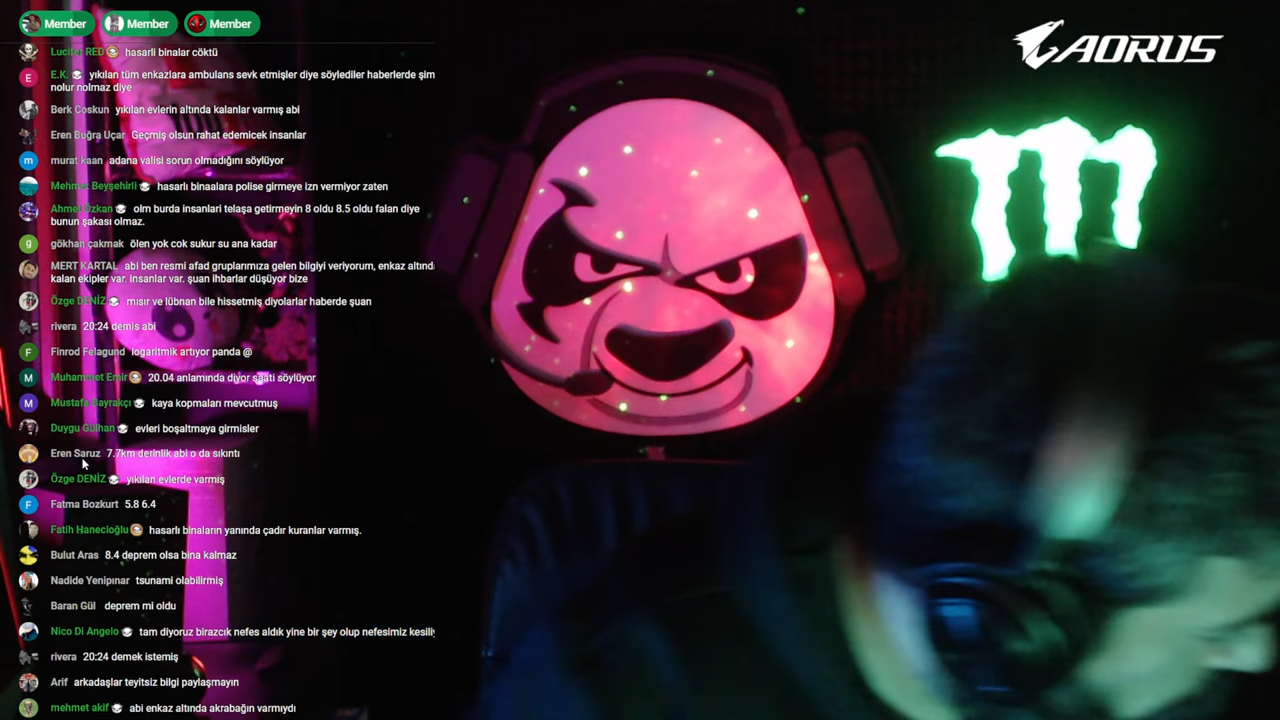 Member Member Member
AORUS
Lucifer RED hasarli binalar cöktü
E E.K. yıkılan tüm enkazlara ambulans sevk etmişler diye söylediler haberlerde şim
nolur nolmaz diye
Berk Coskun yıkılan evlerin altında kalanlar varmış abi
Eren Buğra Uçar Geçmiş olsun rahat edemicek insanlar
m murat kaan adana valisi sorun olmadığını söylüyor
Mehmet Beyşehirli hasarlı binaalara polise girmeye izn vermiyor zaten
Ahmet Özkan olm burda insanlari telaşa getirmeyin 8 oldu 8.5 oldu falan diye
bunun şakası olmaz.
g gökhan çakmak ölen yok cok sukur su ana kadar
MERT KARTAL abi ben resmi afad gruplarımıza gelen bilgiyi veriyorum, enkaz altında
kalan ekipler var. insanlar var. şuan ihbarlar düşüyor bize
Özge DENİZ mısır ve lübnan bile hissetmiş diyolarlar haberde şuan
rivera 20:24 demis abi
F Finrod Felagund logaritmik artıyor panda @
M Muhammet Emir 20.04 anlamında diyor saati söylüyor
M Mustafa Bayrakçı kaya kopmaları mevcutmuş
Duygu Gülhan evleri boşaltmaya girmisler
Eren Saruz 7.7km derinlik abi o da sıkıntı
Özge DENİZ yıkılan evlerde varmiş
F Fatma Bozkurt 5.8 6.4
Fatih Hanecioğlu hasarlı binaların yanında çadır kuranlar varmış.
Bulut Aras 8.4 deprem olsa bina kalmaz
Nadide Yenipınar tsunami olabilirmiş
Baran Gül deprem mi oldu
Nico Di Angelo tam diyoruz birazcık nefes aldık yine bir şey olup nefesimiz kesiliy
rivera 20:24 demek istemiş
Arif arkadaşlar teyitsiz bilgi paylaşmayın
mehmet akif abi enkaz altında akrabağın varmıydı